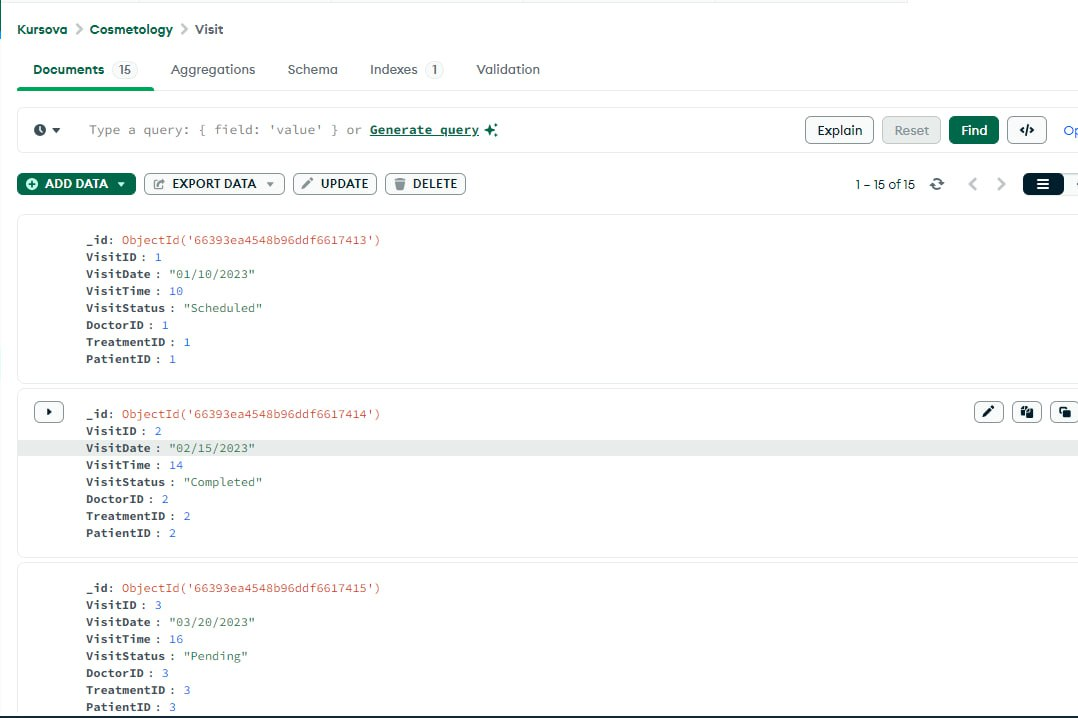 Kursova > Cosmetology > Visit
Documents 15 Aggregations Schema Indexes 1 Validation
Type a query: { field: 'value' } or Generate query Explain Reset Find </> Op
ADD DATA EXPORT DATA UPDATE DELETE 1 – 15 of 15
_id: ObjectId('66393ea4548b96ddf6617413')
VisitID : 1
VisitDate : "01/10/2023"
VisitTime : 10
VisitStatus : "Scheduled"
DoctorID : 1
TreatmentID : 1
PatientID : 1
_id: ObjectId('66393ea4548b96ddf6617414')
VisitID : 2
VisitDate : "02/15/2023"
VisitTime : 14
VisitStatus : "Completed"
DoctorID : 2
TreatmentID : 2
PatientID : 2
_id: ObjectId('66393ea4548b96ddf6617415')
VisitID : 3
VisitDate : "03/20/2023"
VisitTime : 16
VisitStatus : "Pending"
DoctorID : 3
TreatmentID : 3
PatientID : 3